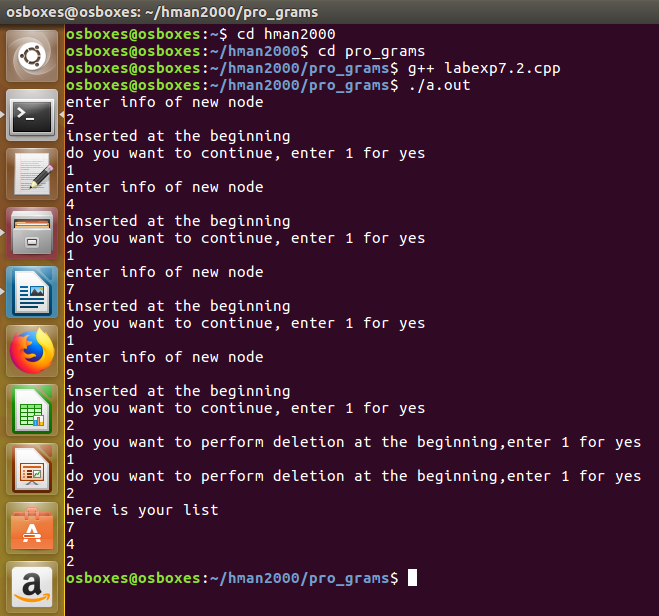 osboxes@osboxes: ~/hman2000/pro_grams
osboxes@osboxes:~$ cd hman2000
osboxes@osboxes:~/hman2000$ cd pro_grams
osboxes@osboxes:~/hman2000/pro_grams$ g++ labexp7.2.cpp
osboxes@osboxes:~/hman2000/pro_grams$ ./a.out
enter info of new node
2
inserted at the beginning
do you want to continue, enter 1 for yes
1
enter info of new node
4
inserted at the beginning
do you want to continue, enter 1 for yes
1
enter info of new node
7
inserted at the beginning
do you want to continue, enter 1 for yes
1
enter info of new node
9
inserted at the beginning
do you want to continue, enter 1 for yes
2
do you want to perform deletion at the beginning,enter 1 for yes
1
do you want to perform deletion at the beginning,enter 1 for yes
2
here is your list
7
4
2
osboxes@osboxes:~/hman2000/pro_grams$